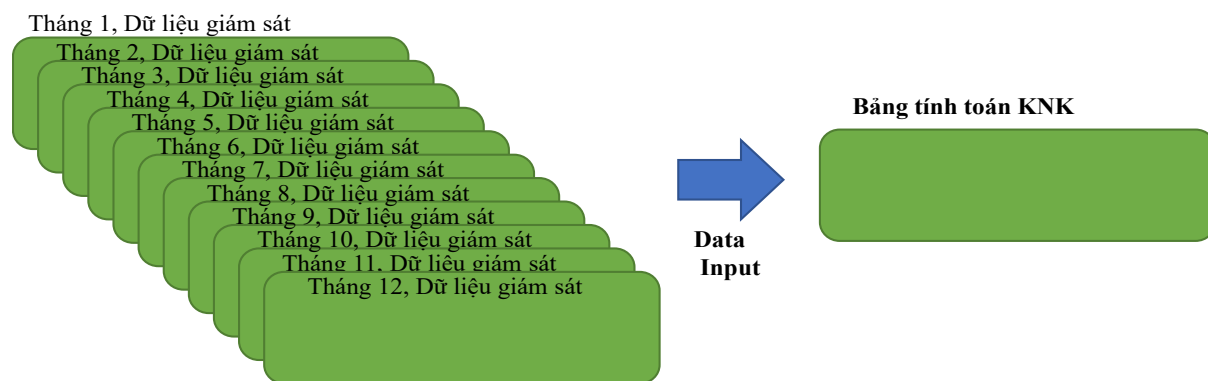 Tháng 1, Dữ liệu giám sát
Tháng 2, Dữ liệu giám sát
Tháng 3, Dữ liệu giám sát
Tháng 4, Dữ liệu giám sát
Tháng 5, Dữ liệu giám sát
Tháng 6, Dữ liệu giám sát
Tháng 7, Dữ liệu giám sát
Tháng 8, Dữ liệu giám sát
Tháng 9, Dữ liệu giám sát
Tháng 10, Dữ liệu giám sát
Tháng 11, Dữ liệu giám sát
Tháng 12, Dữ liệu giám sát
Data
Input
Bảng tính toán KNK